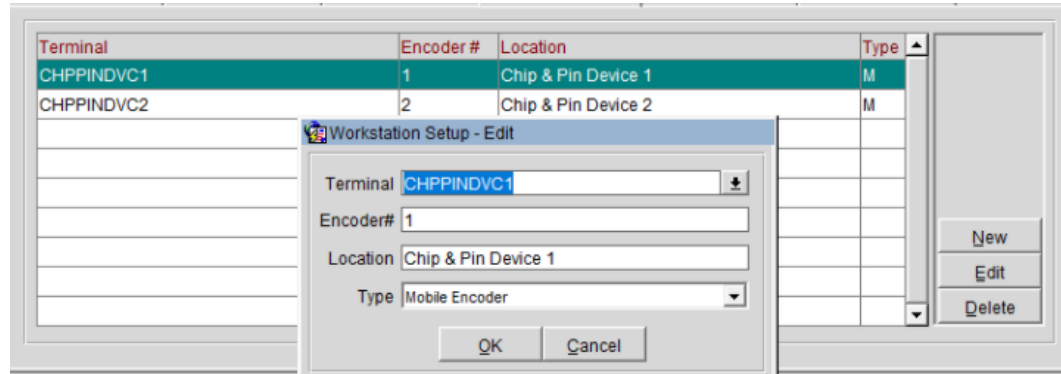 Terminal Encoder # Location Type
CHPPINDVC1 1 Chip & Pin Device 1 M
CHPPINDVC2 2 Chip & Pin Device 2 M
Workstation Setup - Edit
Terminal CHPPINDVC1
Encoder# 1
Location Chip & Pin Device 1
Type Mobile Encoder
OK Cancel
New
Edit
Delete